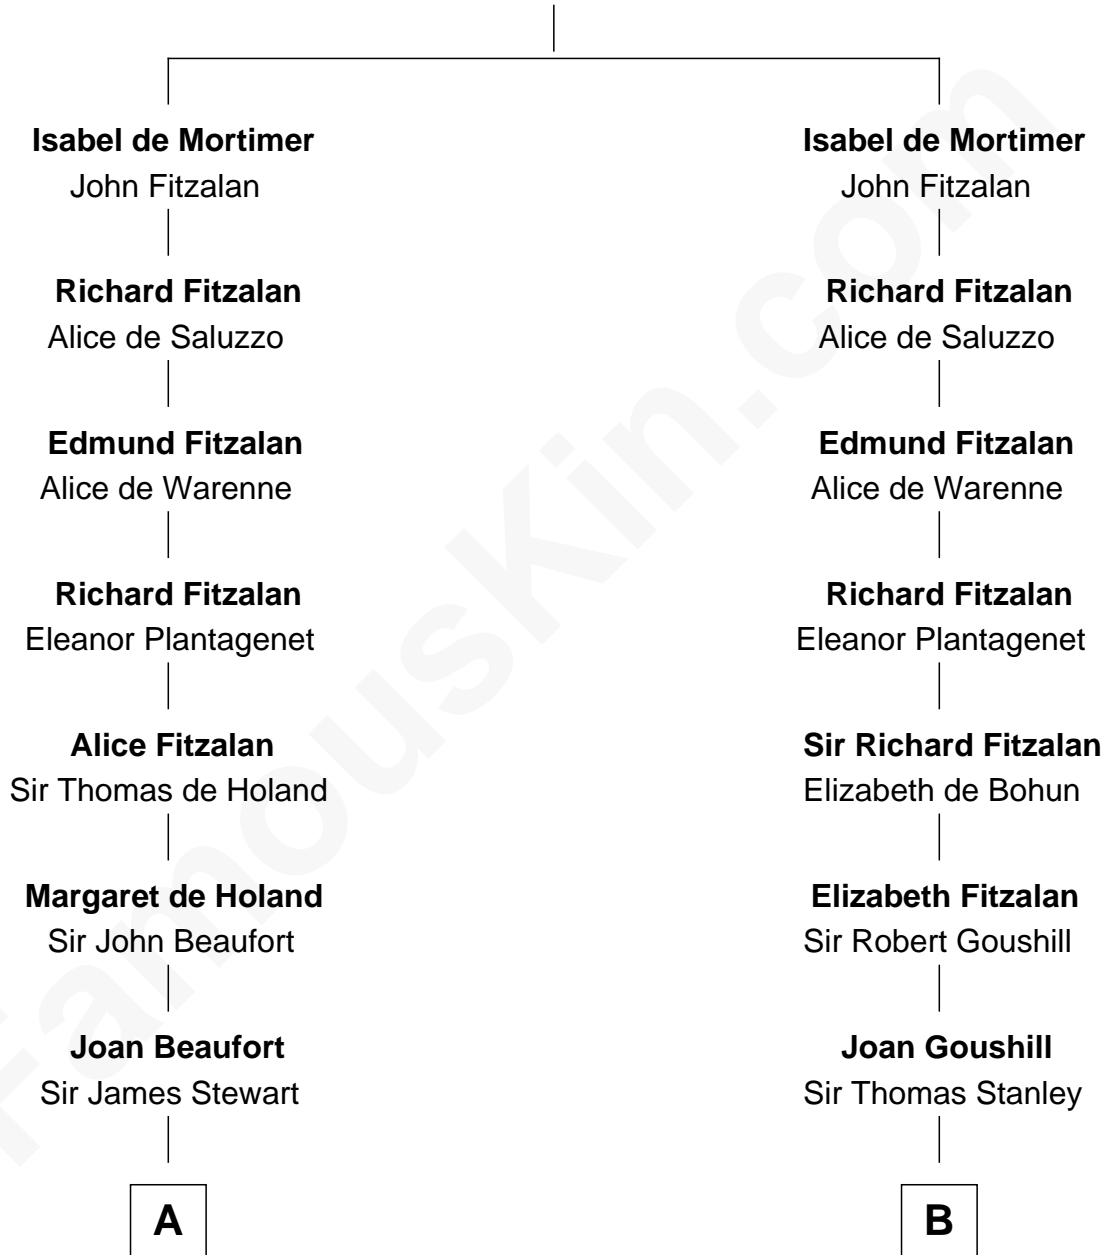 Isabel de Mortimer
John Fitzalan
Richard Fitzalan
Alice de Saluzzo
Edmund Fitzalan
Alice de Warenne
Richard Fitzalan
Eleanor Plantagenet
Alice Fitzalan
Sir Thomas de Holand
Margaret de Holand
Sir John Beaufort
Joan Beaufort
Sir James Stewart
A
Isabel de Mortimer
John Fitzalan
Richard Fitzalan
Alice de Saluzzo
Edmund Fitzalan
Alice de Warenne
Richard Fitzalan
Eleanor Plantagenet
Sir Richard Fitzalan
Elizabeth de Bohun
Elizabeth Fitzalan
Sir Robert Goushill
Joan Goushill
Sir Thomas Stanley
B
FamousKin.com